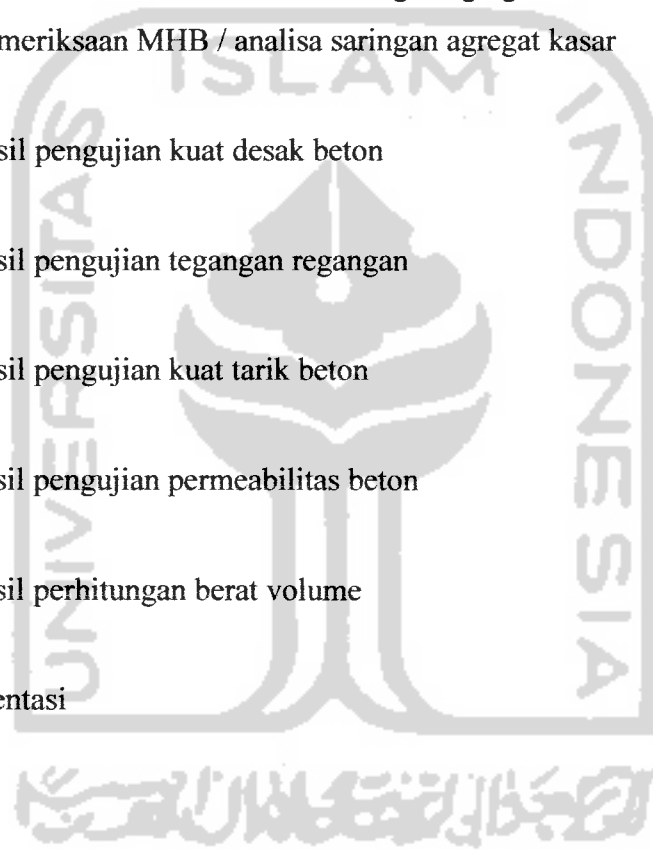 meriksaan MHB / analisa saringan agregat kasar
ISLAM
sil pengujian kuat desak beton
sil pengujian tegangan regangan
sil pengujian kuat tarik beton
sil pengujian permeabilitas beton
sil perhitungan berat volume
entasi
UNIVERSITAS
INDONESIA